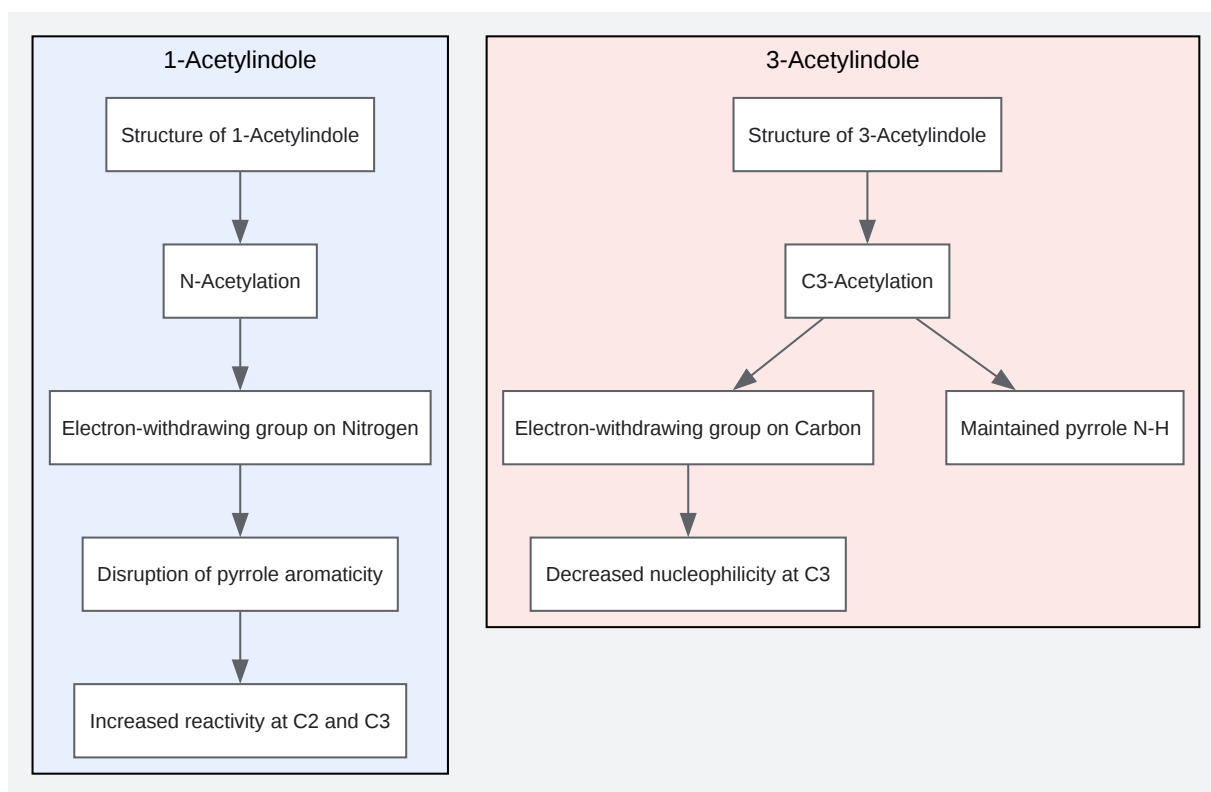 1-Acetylindole
Structure of 1-Acetylindole
N-Acetylation
Electron-withdrawing group on Nitrogen
Disruption of pyrrole aromaticity
Increased reactivity at C2 and C3
3-Acetylindole
Structure of 3-Acetylindole
C3-Acetylation
Electron-withdrawing group on Carbon
Maintained pyrrole N-H
Decreased nucleophilicity at C3